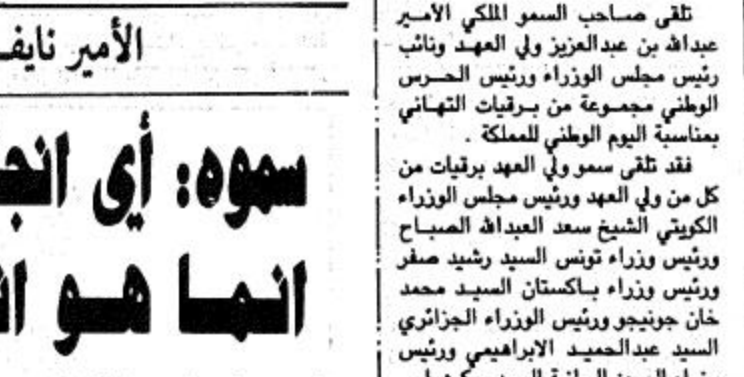 تلقى صاحب السمو الملكي الأمير
عبدالله بن عبدالعزيز ولي العهد ونائب
رئيس مجلس الوزراء ورئيس الحرس
الوطني مجموعة من برقيات التهاني
بمناسبة اليوم الوطني للمملكة .
فقد تلقى سمو ولي العهد برقيات من
كل من ولي العهد ورئيس مجلس الوزراء
الكويتي الشيخ سعد العبدالله الصباح
ورئيس وزراء تونس السيد رشيد صفر
ورئيس وزراء باكستان السيد محمد
خان جونيجو ورئيس الوزراء الجزائري
السيد عبدالحميد الابراهيمي ورئيس
الأمير نايف
سموه: أي انجا
انما هو ان